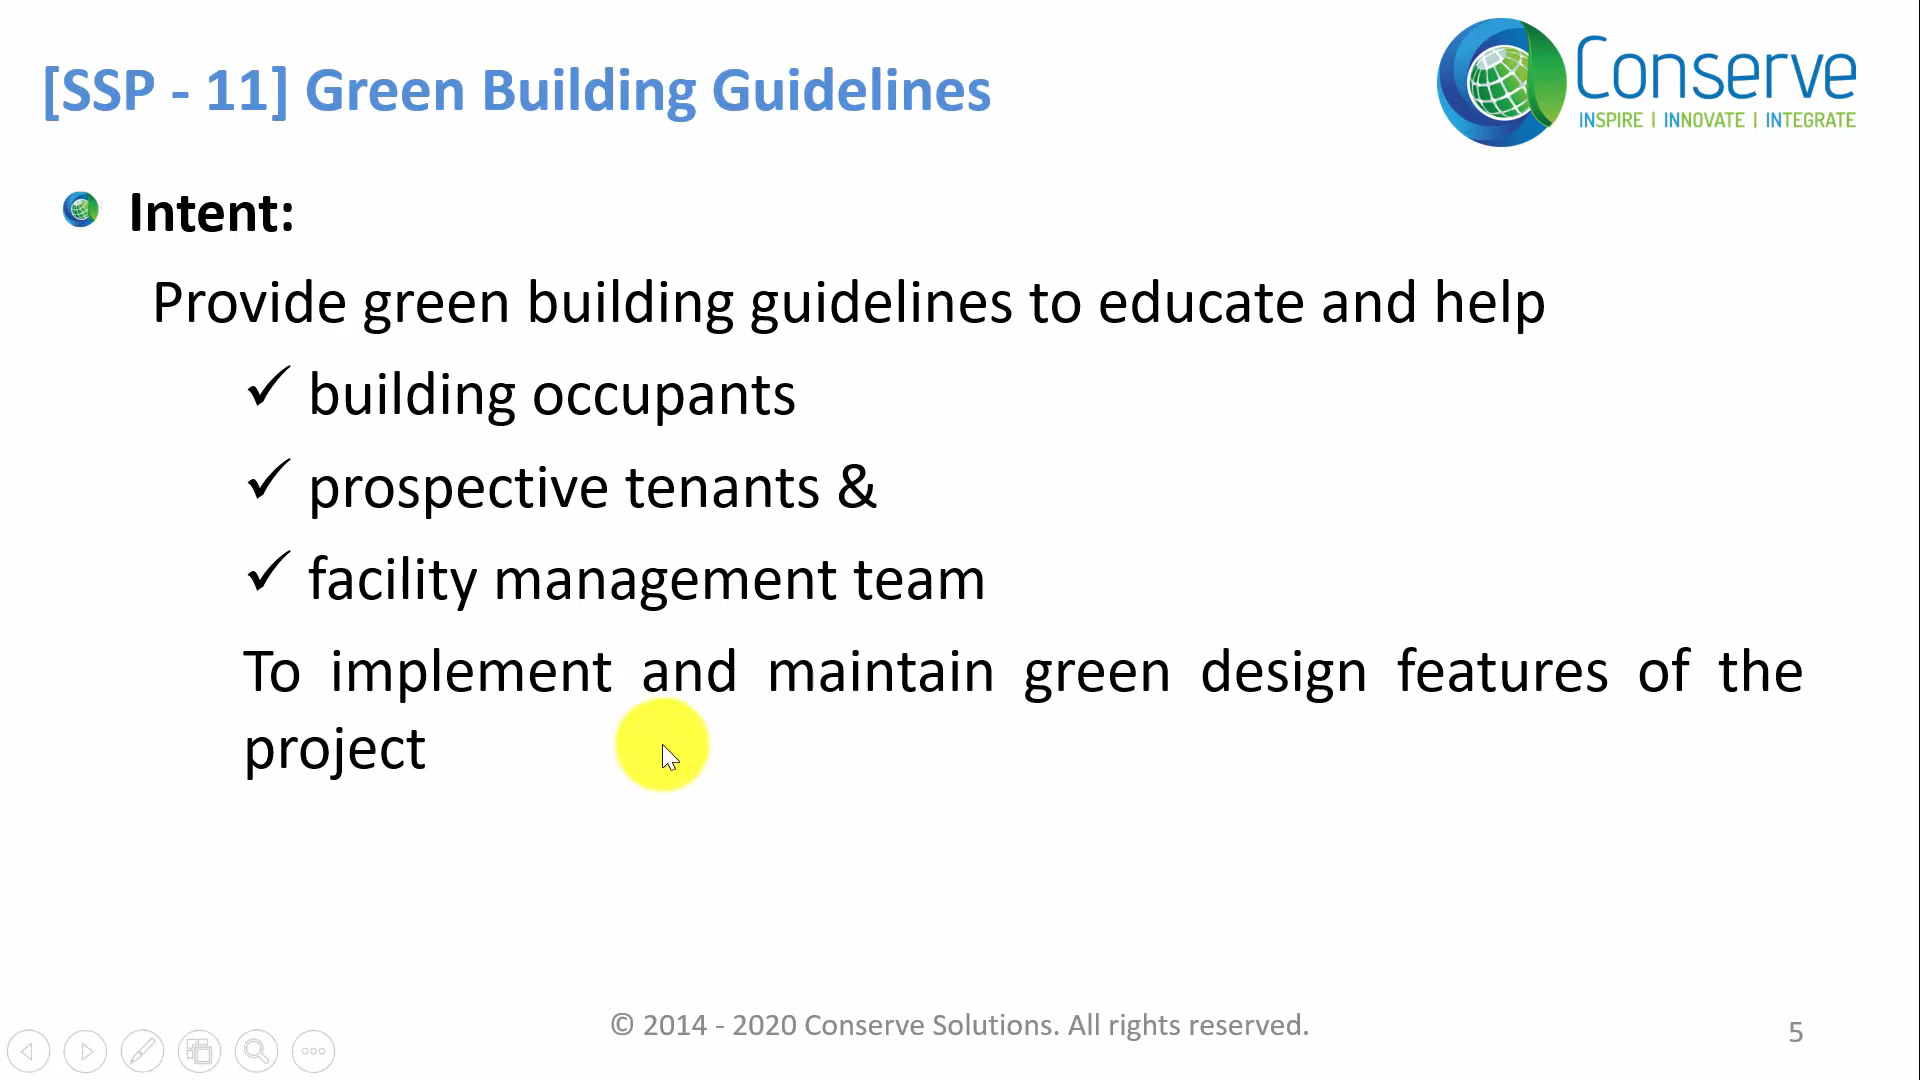 [SSP - 11] Green Building Guidelines
Conserve
INSPIRE | INNOVATE | INTEGRATE
Intent:
Provide green building guidelines to educate and help
✓ building occupants
✓ prospective tenants &
✓ facility management team
To implement and maintain green design features of the
project
© 2014 - 2020 Conserve Solutions. All rights reserved.
5